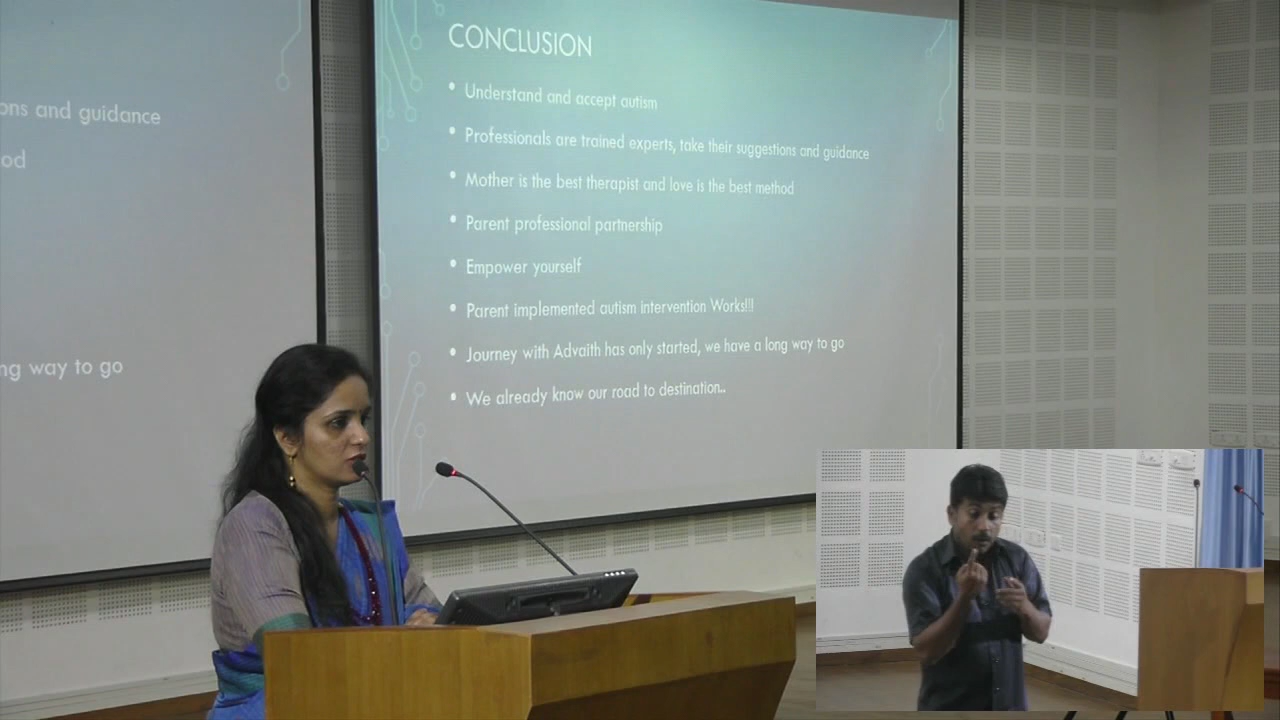 ons and guidance
od
ng way to go
CONCLUSION
• Understand and accept autism
• Professionals are trained experts, take their suggestions and guidance
• Mother is the best therapist and love is the best method
• Parent professional partnership
• Empower yourself
• Parent implemented autism intervention Works!!!
• Journey with Advaith has only started, we have a long way to go
• We already know our road to destination..